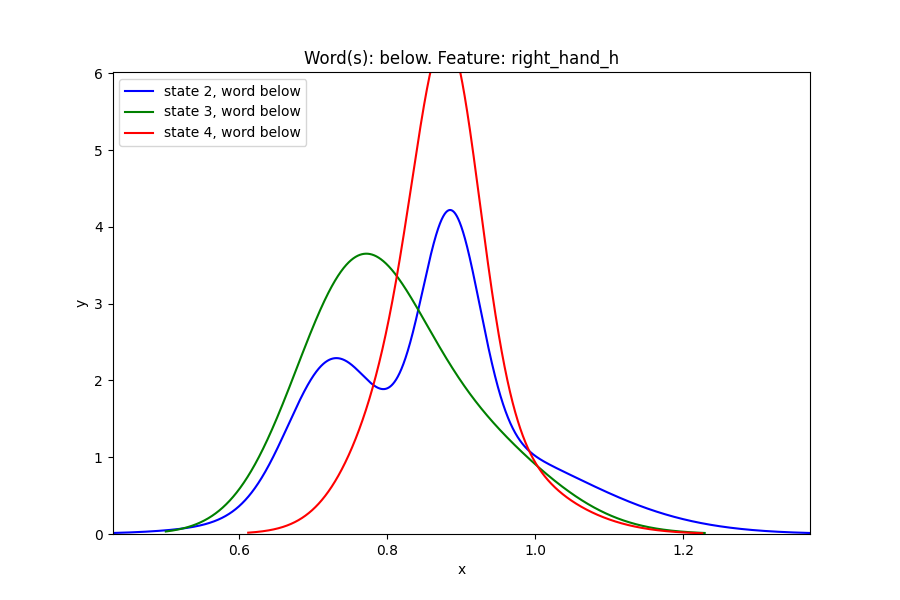 Word(s): below. Feature: right_hand_h
state 2, word below
state 3, word below
state 4, word below
y
6
5
4
3
2
1
0
0.6 0.8 1.0 1.2
x